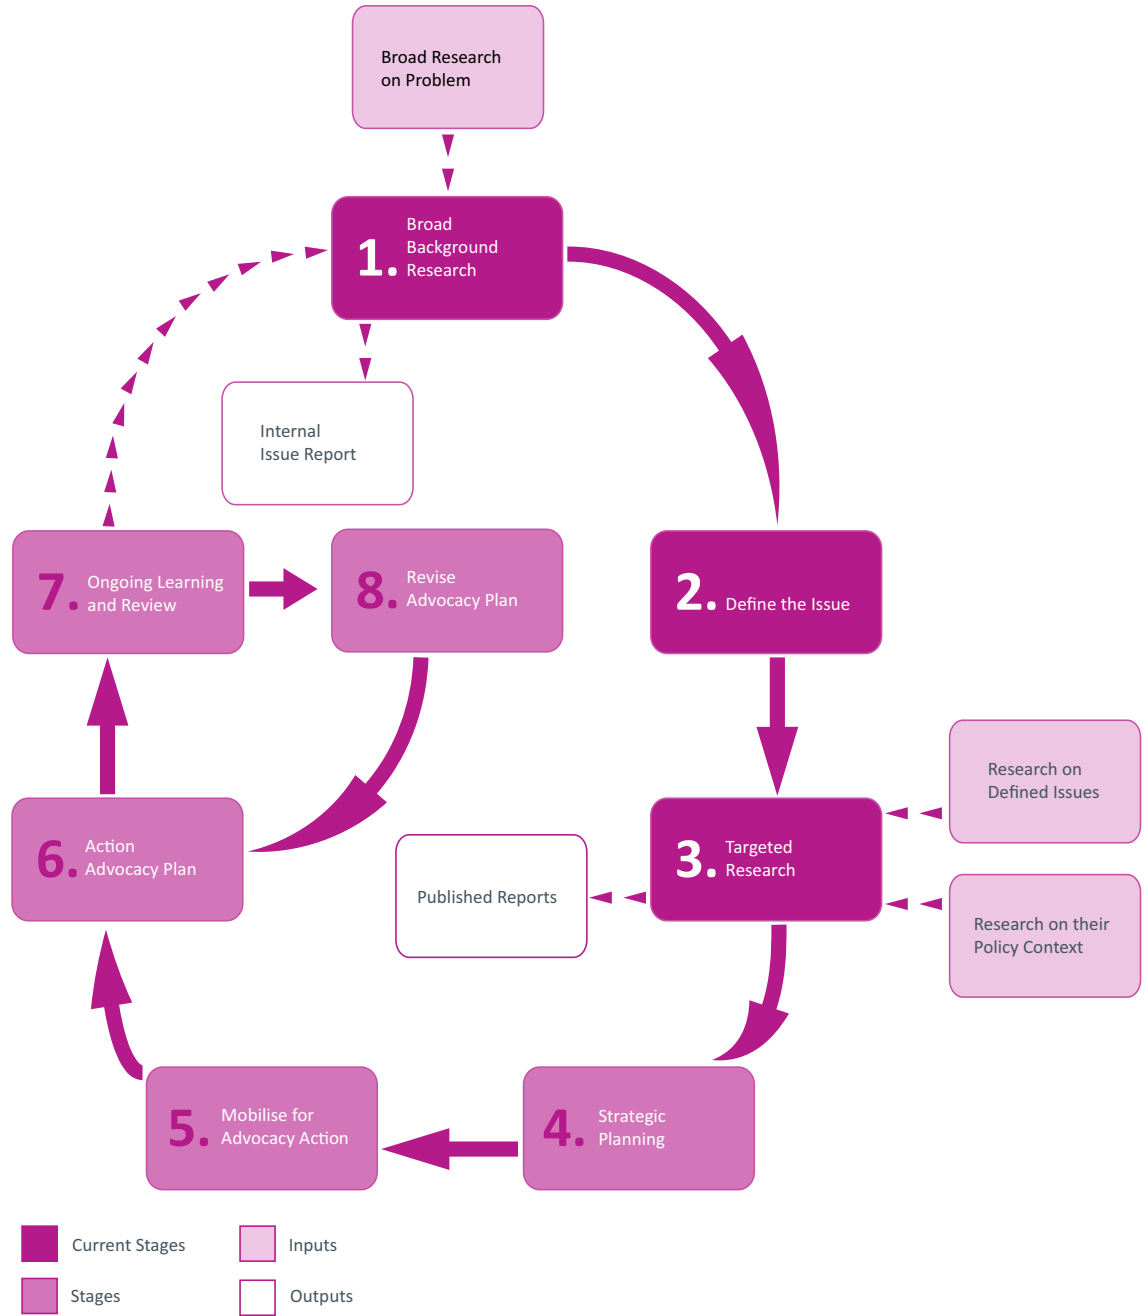 Broad Research
on Problem
1.
Broad
Background
Research
Internal
Issue Report
7.
Ongoing Learning
and Review
8.
Revise
Advocacy Plan
2.
Define the Issue
Research on
Defined Issues
6.
Action
Advocacy Plan
Published Reports
3.
Targeted
Research
Research on their
Policy Context
5.
Mobilise for
Advocacy Action
4.
Strategic
Planning
Current Stages
Inputs
Stages
Outputs